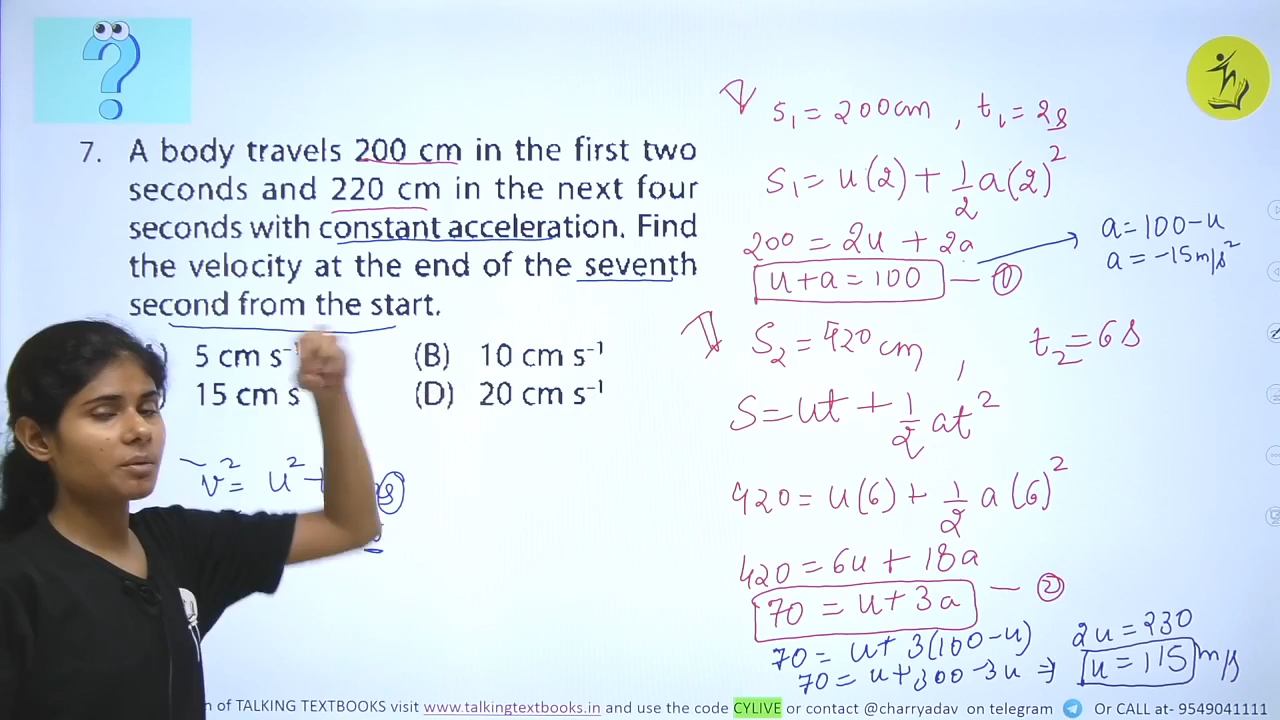 7. A body travels 200 cm in the first two
seconds and 220 cm in the next four
seconds with constant acceleration. Find
the velocity at the end of the seventh
second from the start.
5 cm s⁻¹
(B) 10 cm s⁻¹
15 cm s
(D) 20 cm s⁻¹
v² = u² +
I S₁ = 200cm , t₁ = 2s
S₁ = u(2) + 1/2 a(2)²
200 = 2u + 2a
u + a = 100 — ①
a = 100 - u
a = -15 m/s²
II S₂ = 420 cm , t₂ = 6s
S = ut + 1/2 at²
420 = u(6) + 1/2 a(6)²
420 = 6u + 18a
70 = u + 3a — ②
70 = u + 3(100 - u)
70 = u + 300 - 3u ⇒
2u = 230
u = 115 m/s
n of TALKING TEXTBOOKS visit www.talkingtextbooks.in and use the code CYLIVE or contact @charryadav on telegram Or CALL at- 9549041111